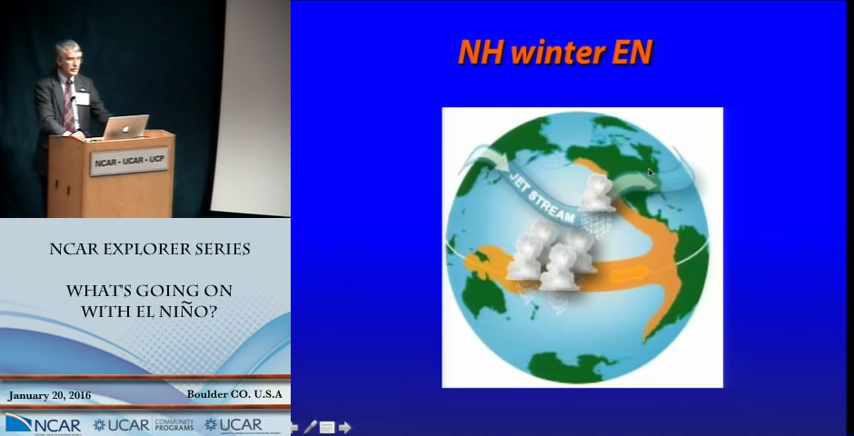 NH winter EN
NCAR - UCAR - UCP
JET STREAM
NCAR EXPLORER SERIES
WHAT'S GOING ON
WITH EL NIÑO?
January 20, 2016
Boulder CO. U.S.A
NCAR
UCAR
COMMUNITY
PROGRAMS
UCAR